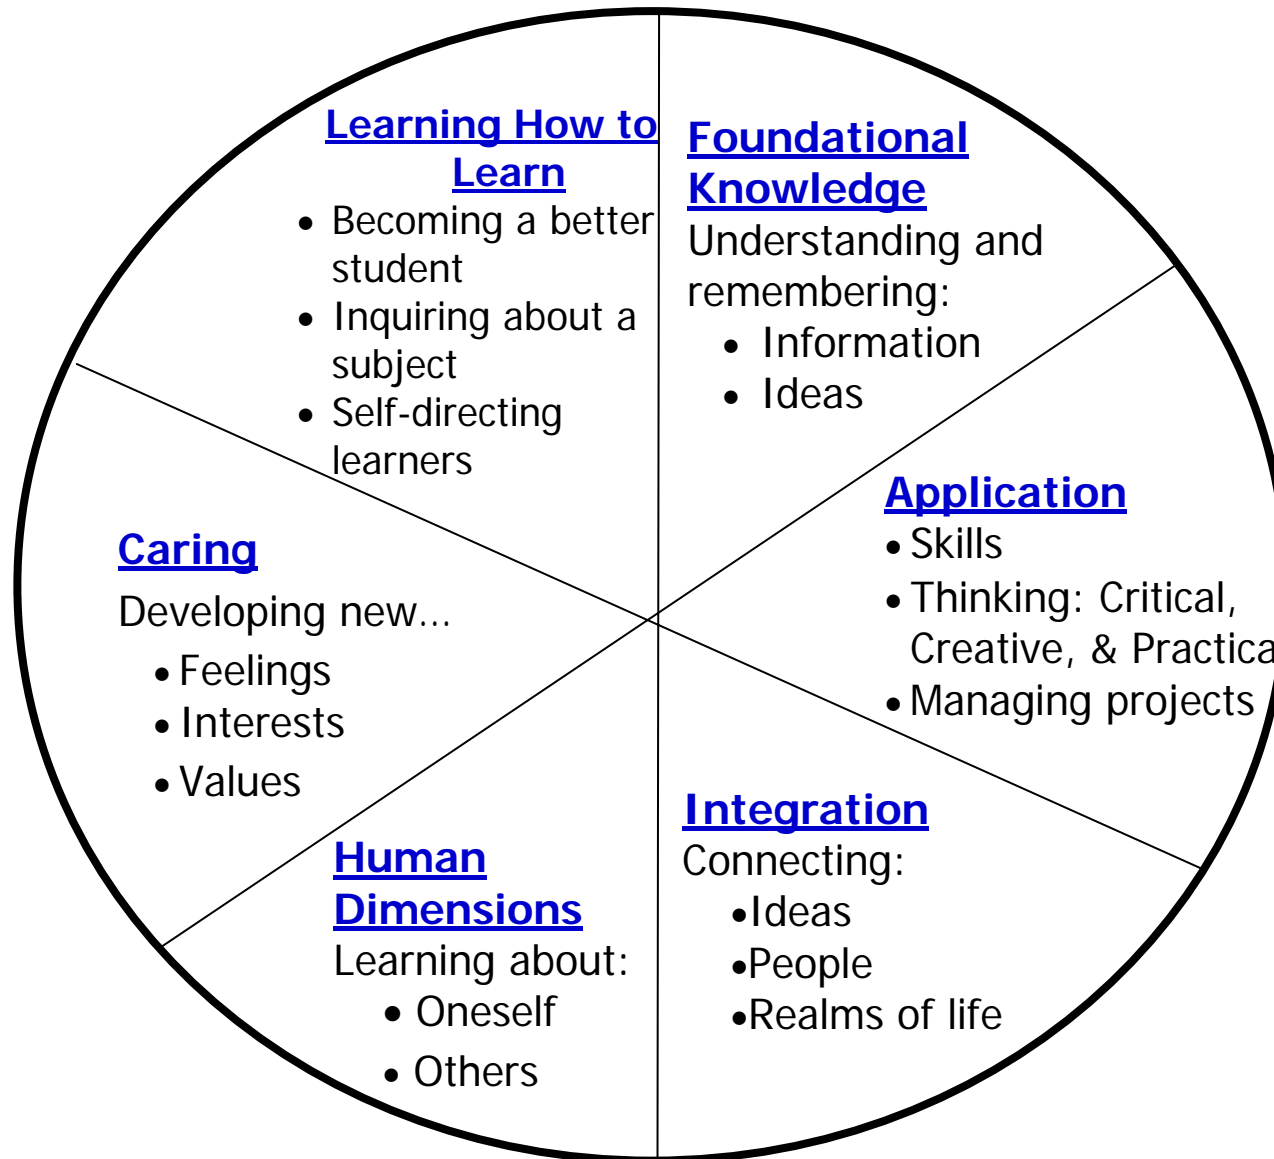 Learning How to
Learn
• Becoming a better
student
• Inquiring about a
subject
• Self-directing
learners
Foundational
Knowledge
Understanding and
remembering:
• Information
• Ideas
Application
• Skills
• Thinking: Critical,
Creative, & Practica
• Managing projects
Integration
Connecting:
•Ideas
•People
•Realms of life
Human
Dimensions
Learning about:
• Oneself
• Others
Caring
Developing new...
• Feelings
• Interests
• Values